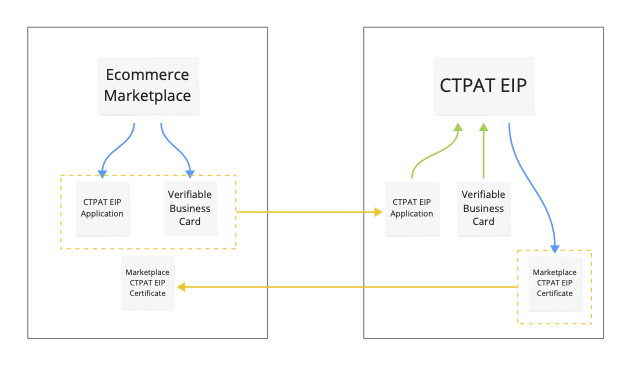 Ecommerce
Marketplace
CTPAT EIP
Application
Verifiable
Business
Card
Marketplace
CTPAT EIP
Certificate
CTPAT EIP
CTPAT EIP
Application
Verifiable
Business
Card
Marketplace
CTPAT EIP
Certificate